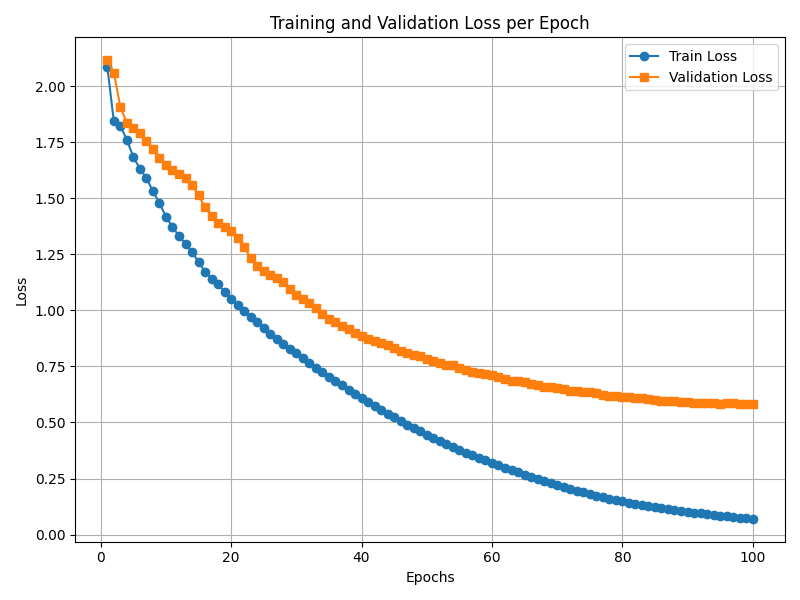 Training and Validation Loss per Epoch
Train Loss
Validation Loss
2.00
1.75
1.50
1.25
1.00
0.75
0.50
0.25
0.00
Loss
0 20 40 60 80 100
Epochs